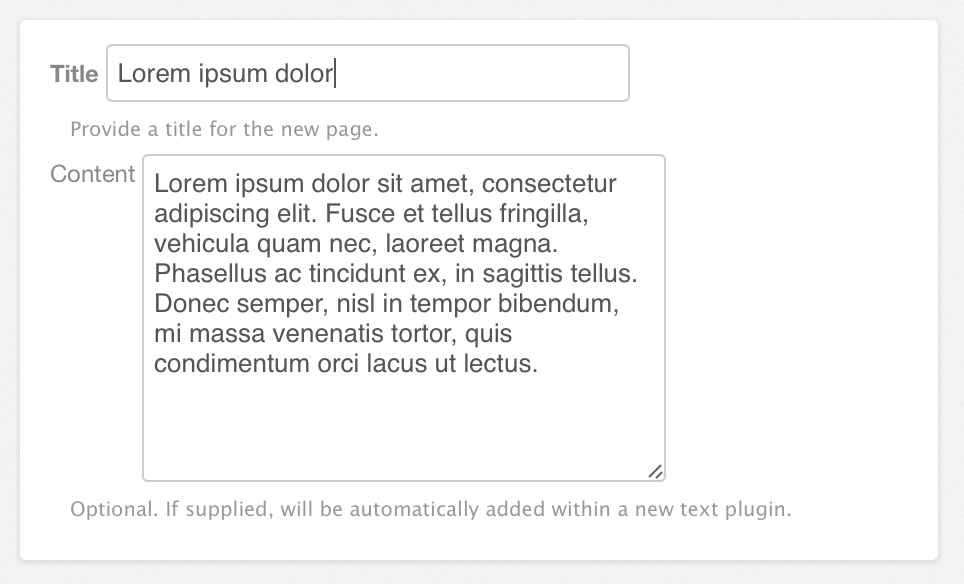 Title Lorem ipsum dolor
Provide a title for the new page.
Content
Lorem ipsum dolor sit amet, consectetur
adipiscing elit. Fusce et tellus fringilla,
vehicula quam nec, laoreet magna.
Phasellus ac tincidunt ex, in sagittis tellus.
Donec semper, nisl in tempor bibendum,
mi massa venenatis tortor, quis
condimentum orci lacus ut lectus.
Optional. If supplied, will be automatically added within a new text plugin.